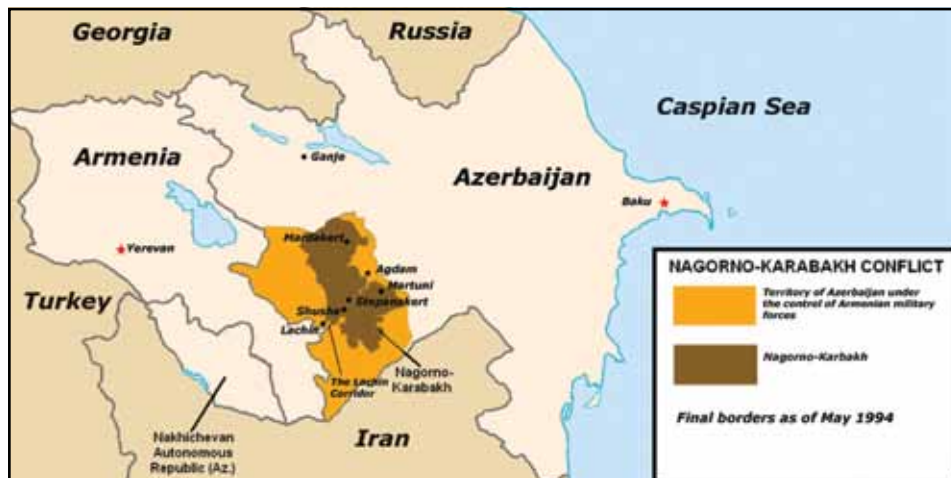 Georgia
Russia
Caspian Sea
Armenia
Ganja
Azerbaijan
Baku
Mardakert
Yerevan
Agdam
Martuni
Turkey
Stepanakert
Shusha
Lachin
Nagorno-
Karabakh
The Lachin
Corridor
Iran
Nakhichevan
Autonomous
Republic (Az.)
NAGORNO-KARABAKH CONFLICT
Territory of Azerbaijan under
the control of Armenian military
forces
Nagorno-Karbakh
Final borders as of May 1994